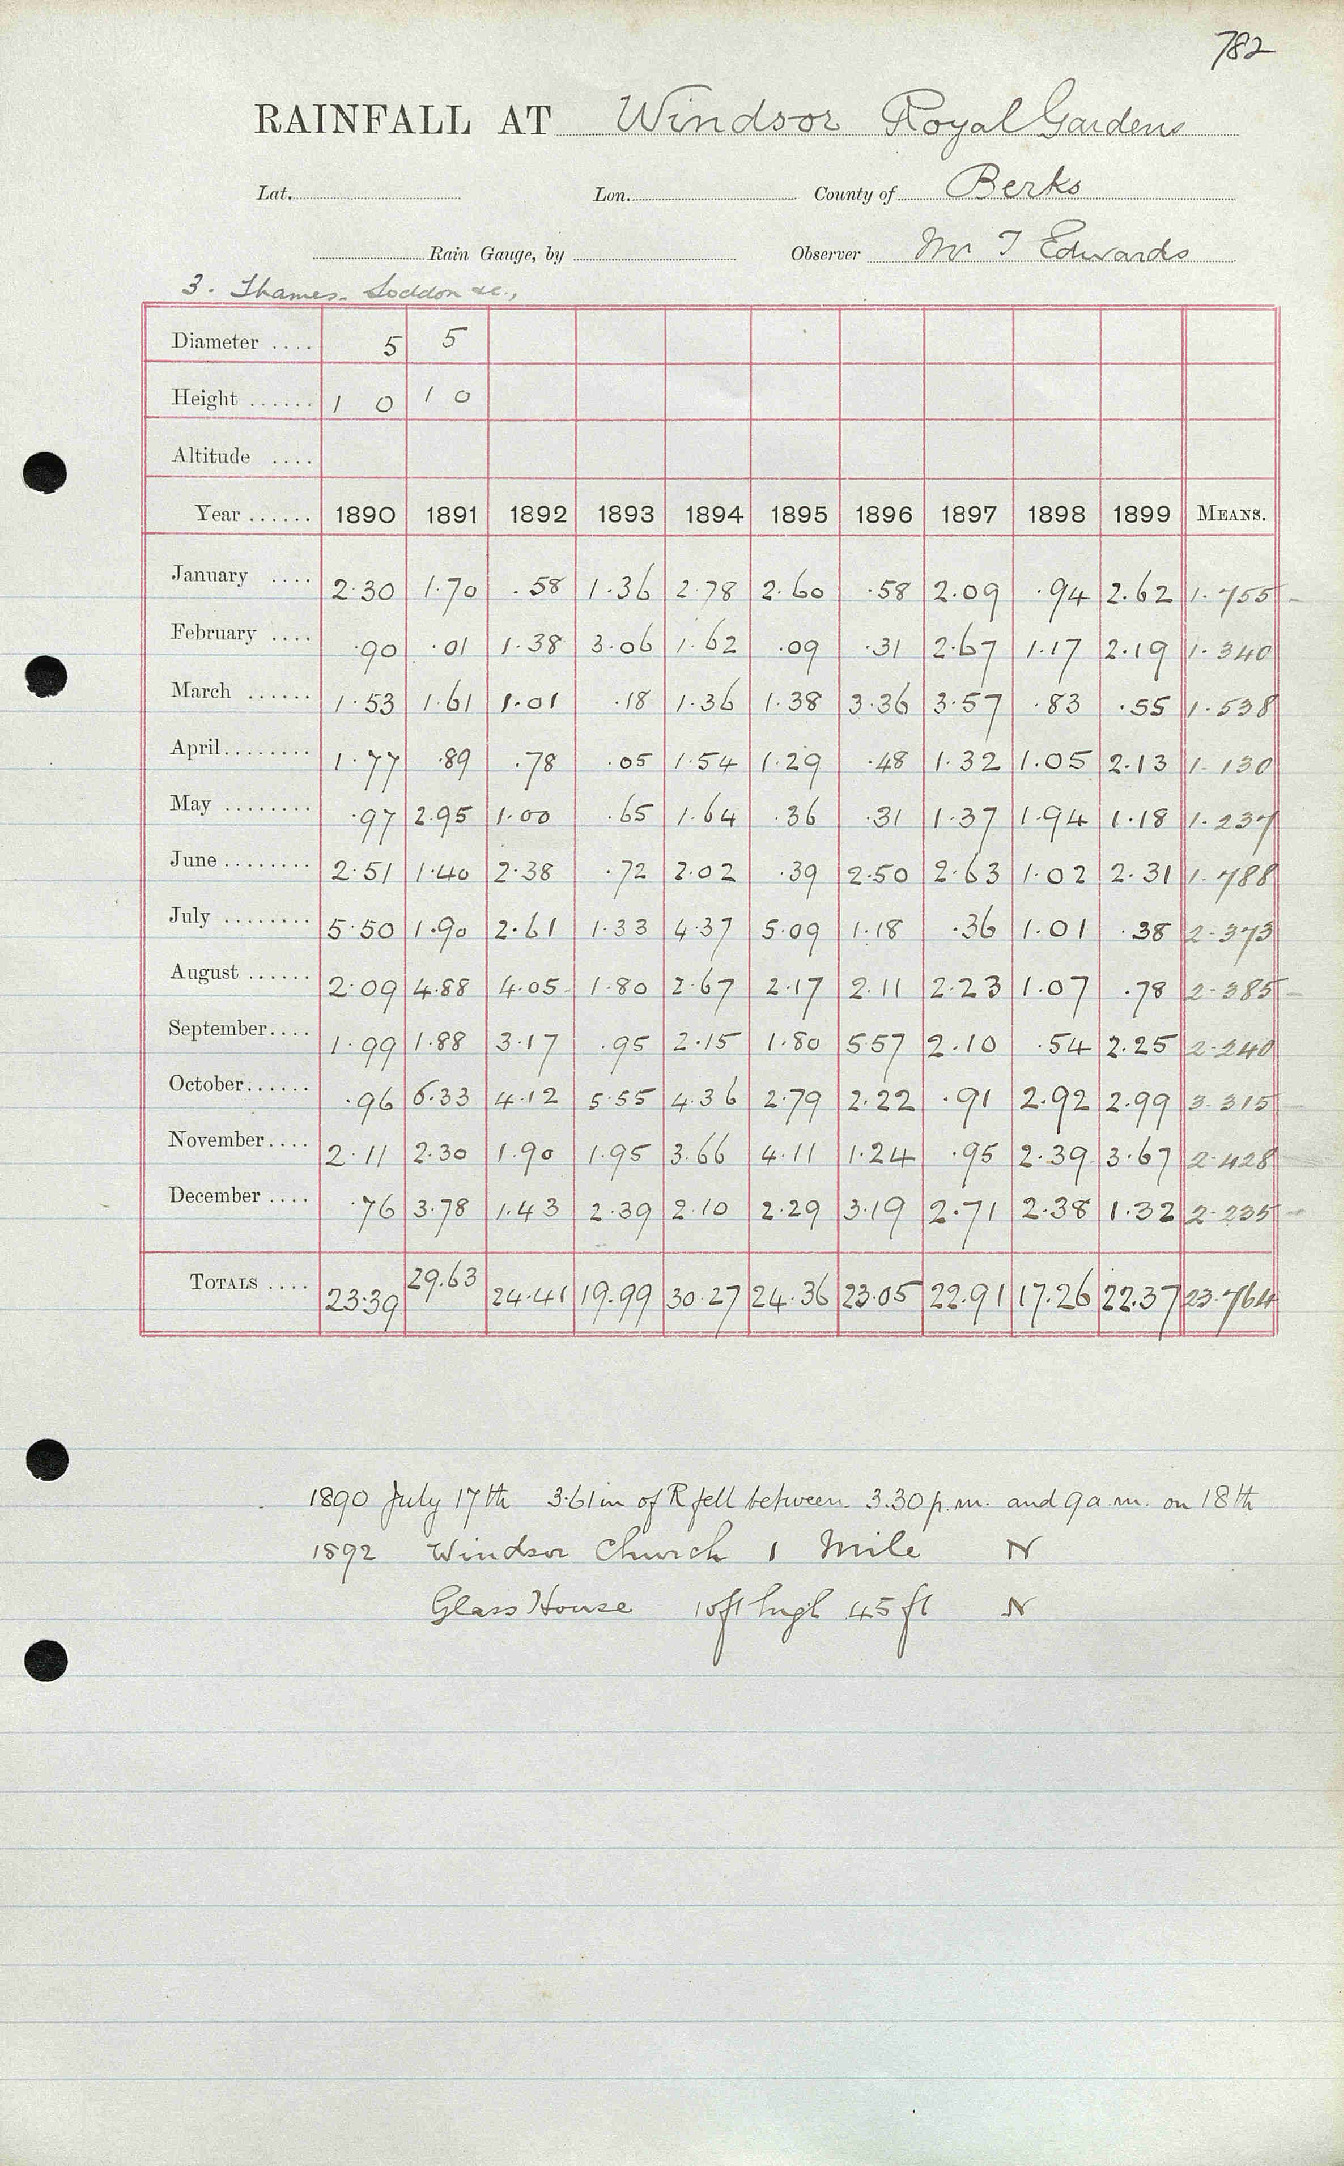 782
RAINFALL AT Windsor Royal Gardens
Lat. Lon. County of Berks
Rain Gauge, by Observer Mr T Edwards
3. Thames. Loddon &c.,
Diameter .... 5 5
Height ...... 1 0 1 0
Altitude ....
Year ...... 1890 1891 1892 1893 1894 1895 1896 1897 1898 1899 MEANS.
January .... 2.30 1.70 .58 1.36 2.78 2.60 .58 2.09 .94 2.62 1.755
February .... .90 .01 1.38 3.06 1.62 .09 .31 2.67 1.17 2.19 1.340
March ...... 1.53 1.61 1.01 .18 1.36 1.38 3.36 3.57 .83 .55 1.538
April ........ 1.77 .89 .78 .05 1.54 1.29 .48 1.32 1.05 2.13 1.130
May ........ .97 2.95 1.00 .65 1.64 .36 .31 1.37 1.94 1.18 1.237
June ........ 2.51 1.40 2.38 .72 2.02 .39 2.50 2.63 1.02 2.31 1.788
July ........ 5.50 1.90 2.61 1.33 4.37 5.09 1.18 .36 1.01 .38 2.373
August ...... 2.09 4.88 4.05 1.80 2.67 2.17 2.11 2.23 1.07 .78 2.385
September.... 1.99 1.88 3.17 .95 2.15 1.80 5.57 2.10 .54 2.25 2.240
October...... .96 6.33 4.12 5.55 4.36 2.79 2.22 .91 2.92 2.99 3.315
November.... 2.11 2.30 1.90 1.95 3.66 4.11 1.24 .95 2.39 3.67 2.428
December .... .76 3.78 1.43 2.39 2.10 2.29 3.19 2.71 2.38 1.32 2.235
TOTALS .... 23.39 29.63 24.41 19.99 30.27 24.36 23.05 22.91 17.26 22.37 23.764
1890 July 17th 3.61 in of R fell between 3.30 p.m. and 9 a.m. on 18th
1892 Windsor Church 1 Mile N
Glass House 10ft high 45 ft N